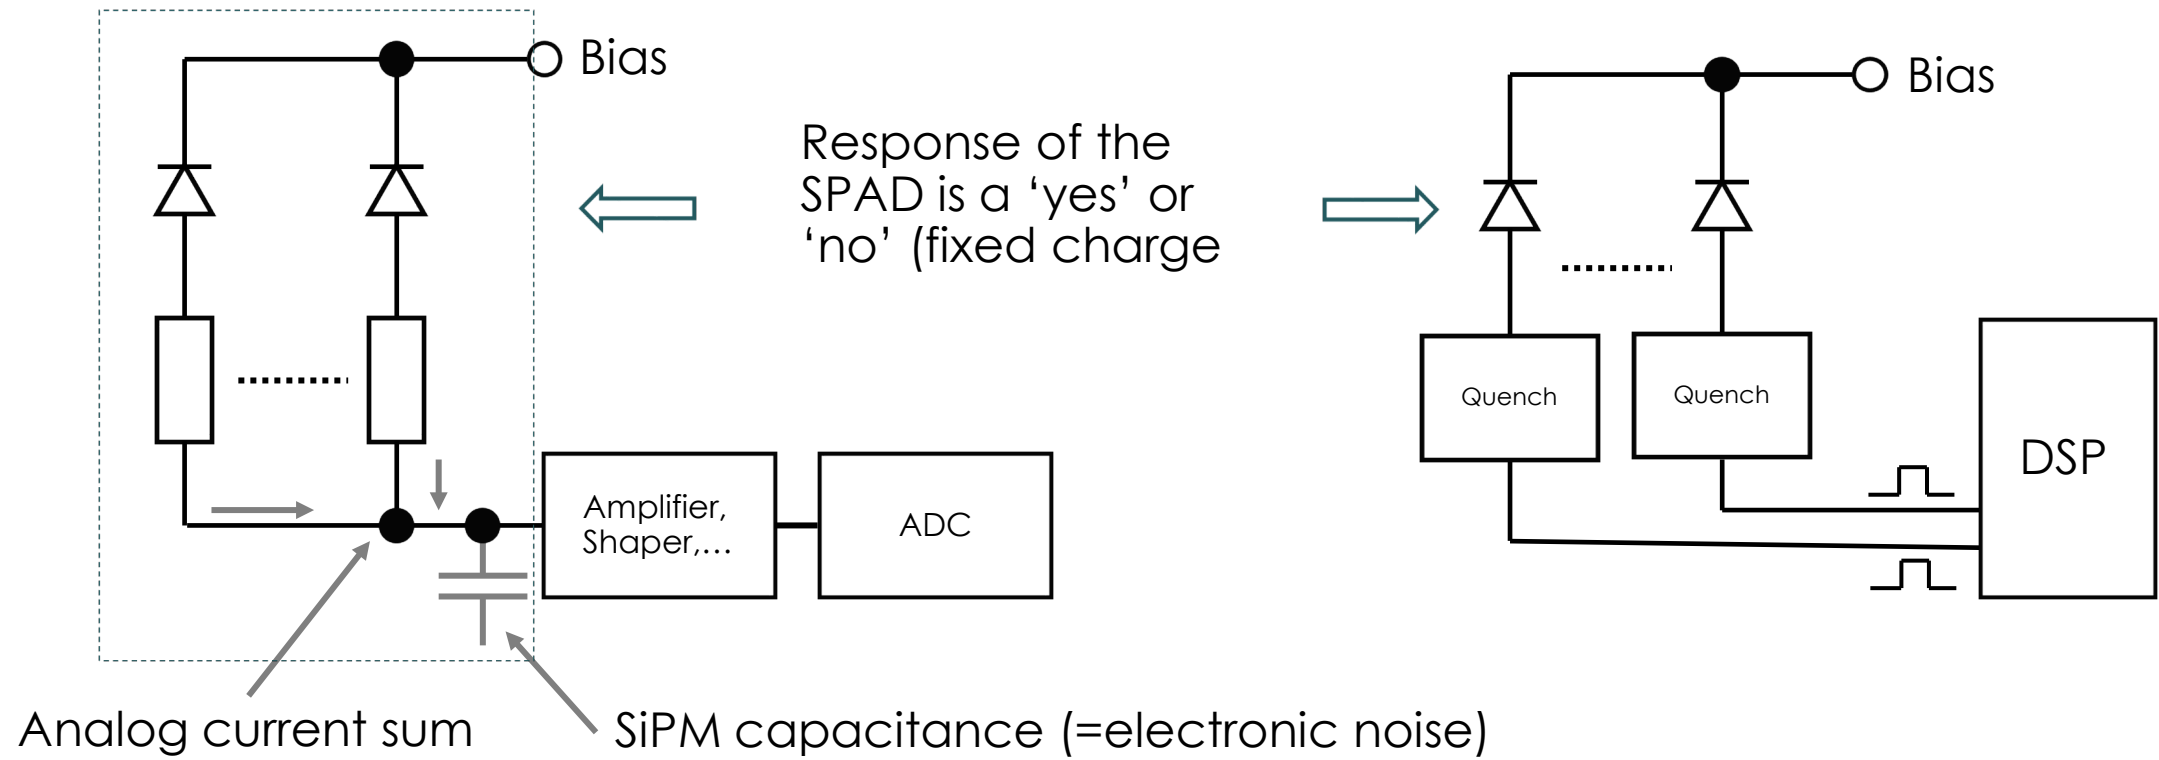 Bias
Bias
Response of the
SPAD is a ‘yes’ or
‘no’ (fixed charge
Quench
Quench
DSP
Amplifier,
Shaper,…
ADC
Analog current sum
SiPM capacitance (=electronic noise)